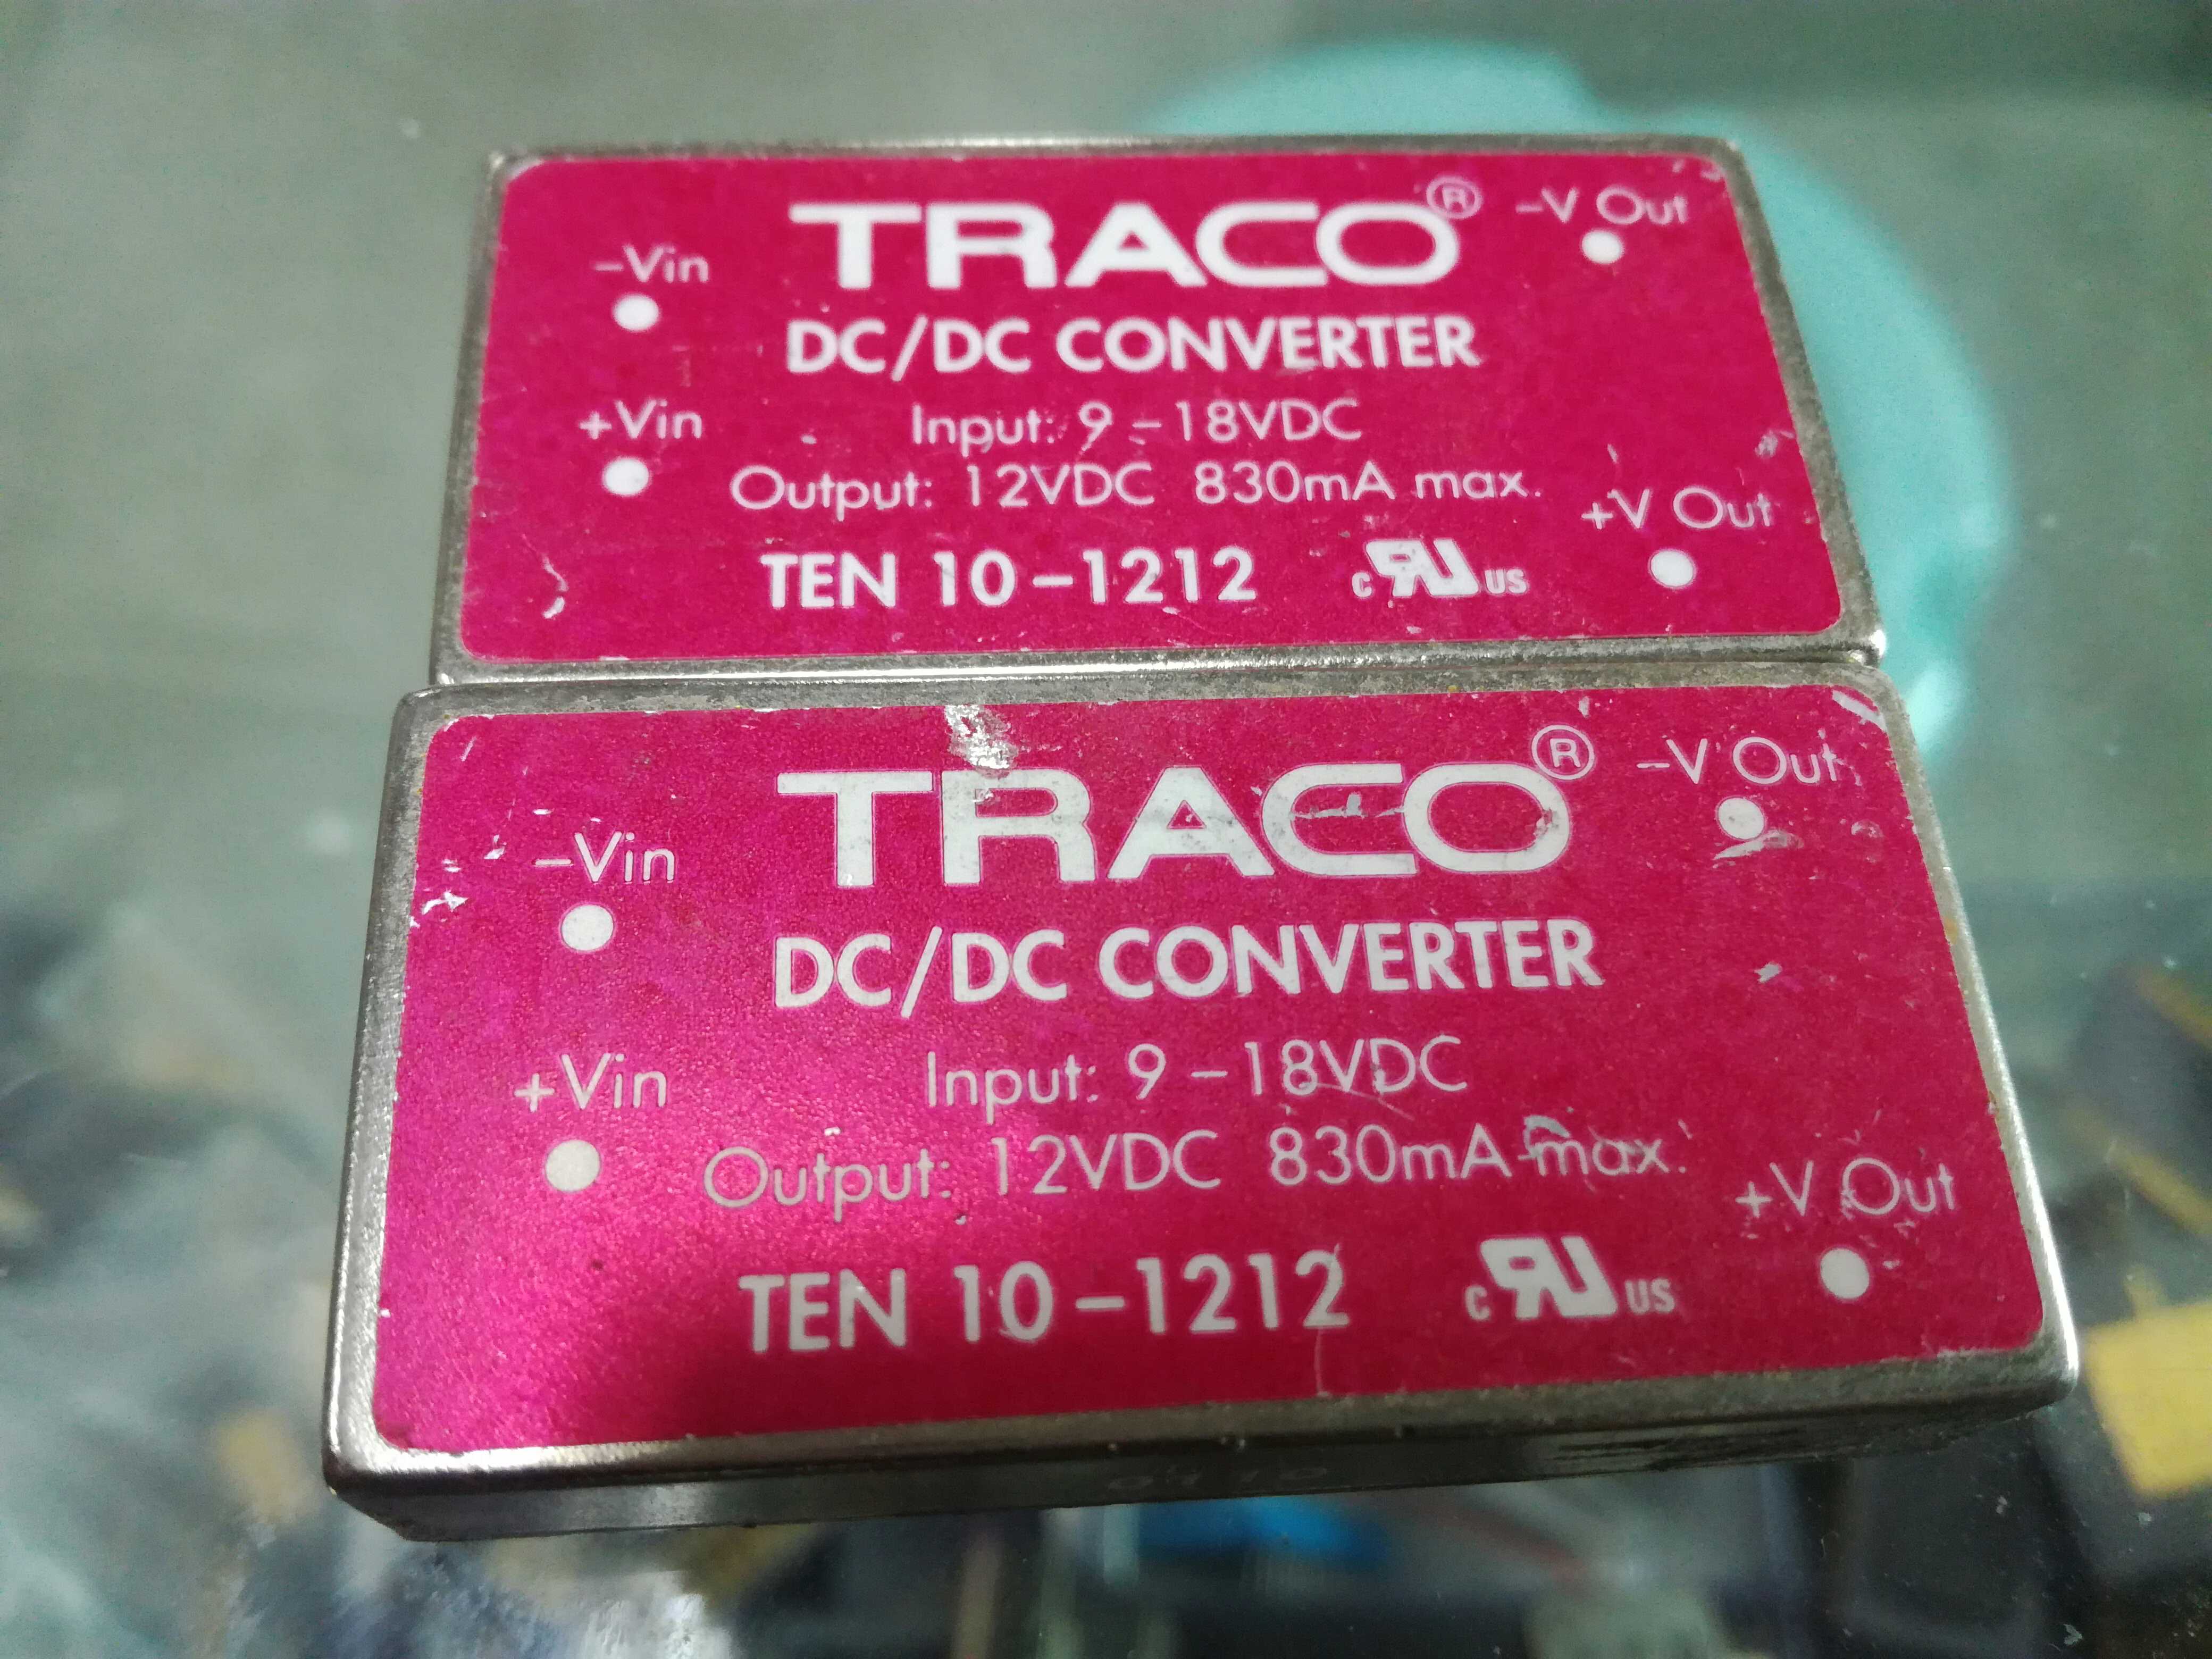 TRACO® -V Out
-Vin
DC/DC CONVERTER
+Vin Input: 9 -18VDC
Output: 12VDC 830mA max.
+V Out
TEN 10-1212 c RU US
TRACO® -V Out
-Vin
DC/DC CONVERTER
+Vin Input: 9 -18VDC
Output: 12VDC 830mA max.
+V Out
TEN 10-1212 c RU US